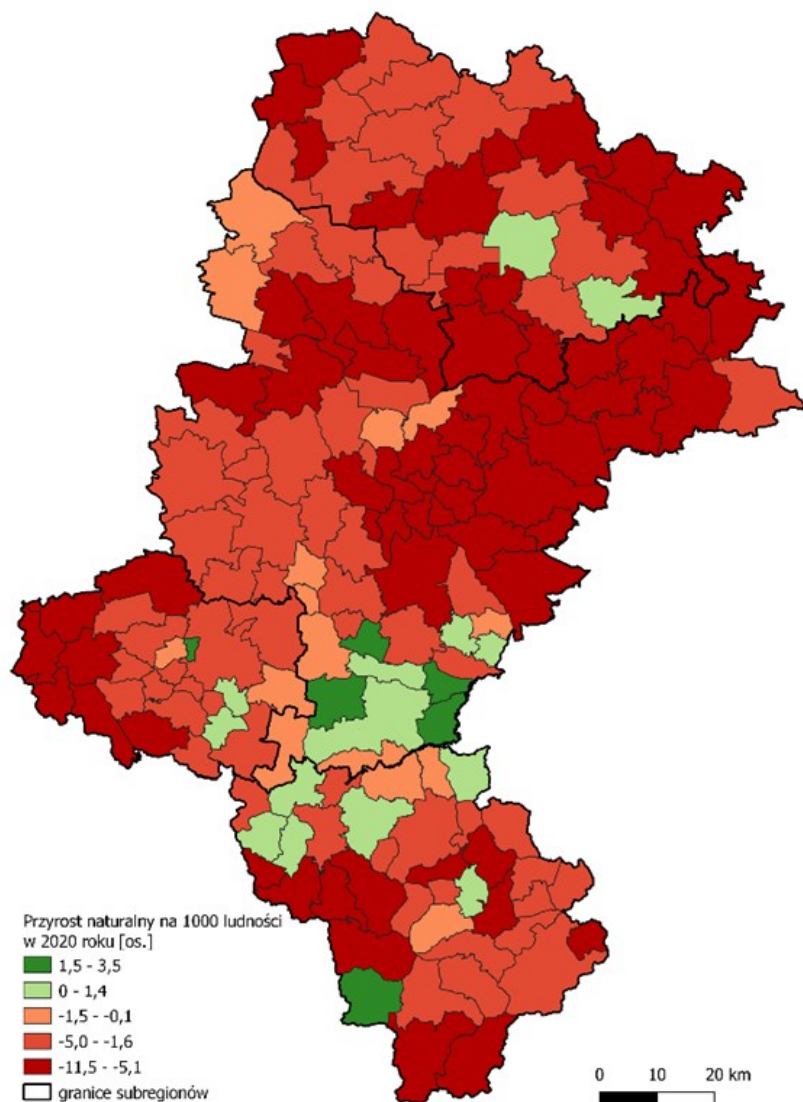 Przyrost naturalny na 1000 ludności
w 2020 roku [os.]
1,5 - 3,5
0 - 1,4
-1,5 - -0,1
-5,0 - -1,6
-11,5 - -5,1
granice subregionów
0 10 20 km